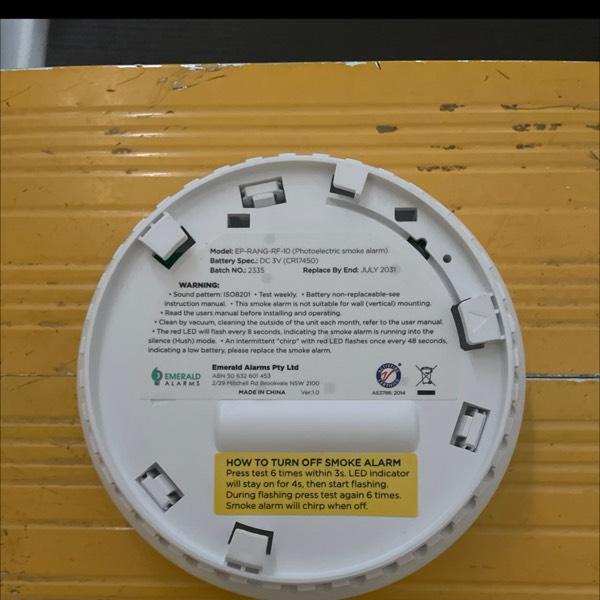 Model: EP-RANG-RF-10 (Photoelectric smoke alarm)
Battery Spec.: DC 3V (CR17450)
Batch NO.: 2335 Replace By End: JULY 2031
WARNING:
• Sound pattern: ISO8201 • Test weekly. • Battery non-replaceable-see
instruction manual. • This smoke alarm is not suitable for wall (vertical) mounting.
• Read the users manual before installing and operating.
• Clean by vacuum, cleaning the outside of the unit each month, refer to the user manual.
• The red LED will flash every 8 seconds, indicating the smoke alarm is running into the
silence (Hush) mode. • An intermittent "chirp" with red LED flashes once every 48 seconds,
indicating a low battery, please replace the smoke alarm.
EMERALD
ALARMS
Emerald Alarms Pty Ltd
ABN 50 632 601 453
2/29 Mitchell Rd Brookvale NSW 2100
MADE IN CHINA Ver:1.0
AS3786: 2014
HOW TO TURN OFF SMOKE ALARM
Press test 6 times within 3s. LED indicator
will stay on for 4s, then start flashing.
During flashing press test again 6 times.
Smoke alarm will chirp when off.